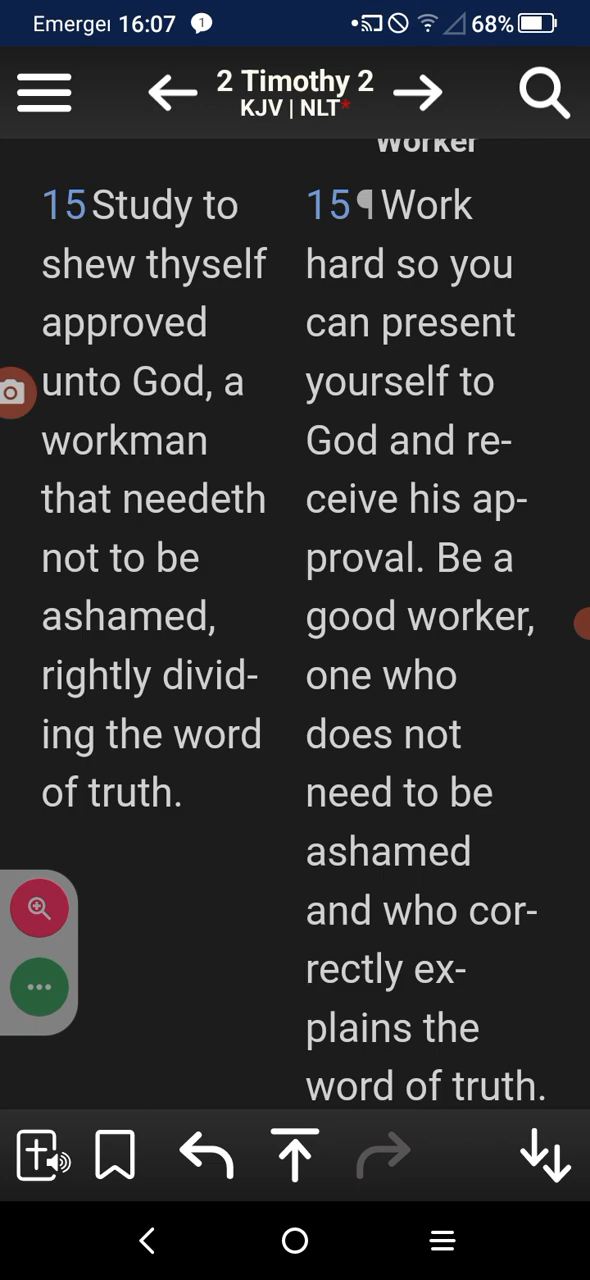 Emerger 16:07 1 68%
2 Timothy 2
KJV | NLT*
Worker
15 Study to
shew thyself
approved
unto God, a
workman
that needeth
not to be
ashamed,
rightly divid-
ing the word
of truth.
15 ¶ Work
hard so you
can present
yourself to
God and re-
ceive his ap-
proval. Be a
good worker,
one who
does not
need to be
ashamed
and who cor-
rectly ex-
plains the
word of truth.